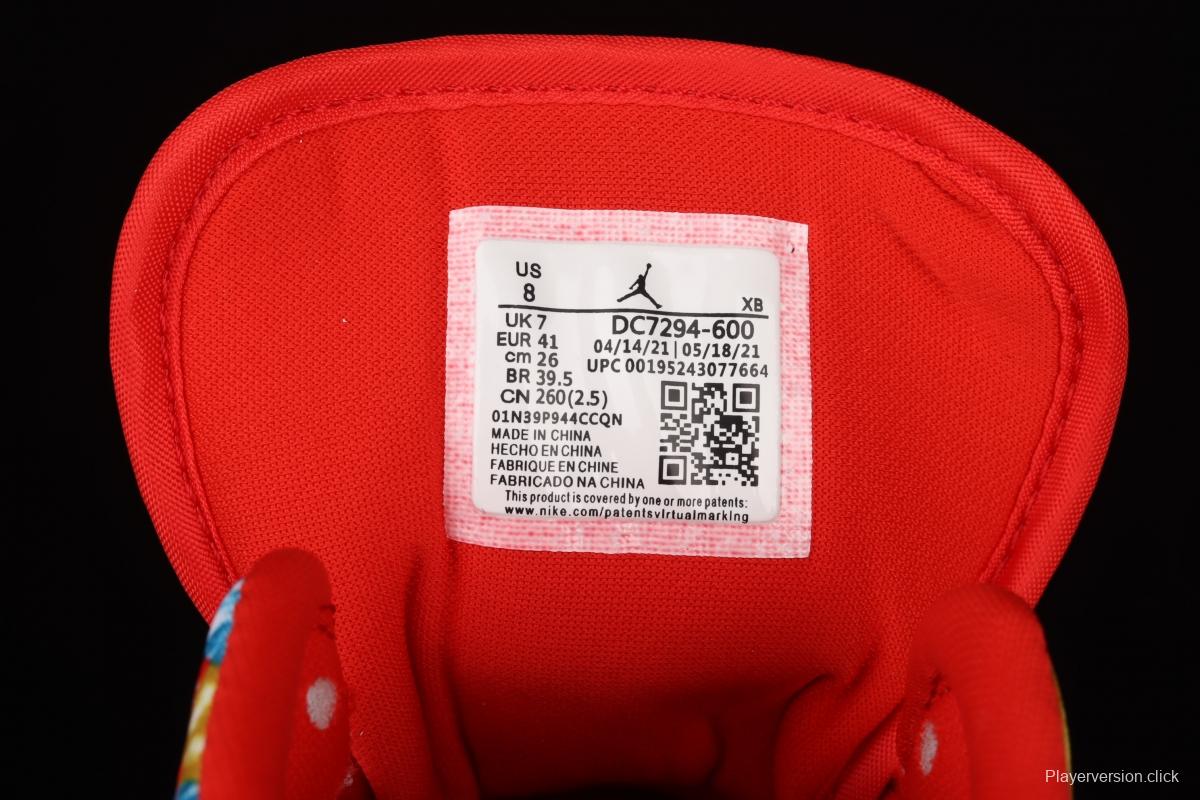 US
8
XB
UK 7
EUR 41
cm 26
BR 39.5
CN 260(2.5)
DC7294-600
04/14/21 | 05/18/21
UPC 00195243077664
01N39P944CCQN
MADE IN CHINA
HECHO EN CHINA
FABRIQUE EN CHINE
FABRICADO NA CHINA
This product is covered by one or more patents:
www.nike.com/patentsvirtualmarking
Playerversion.click